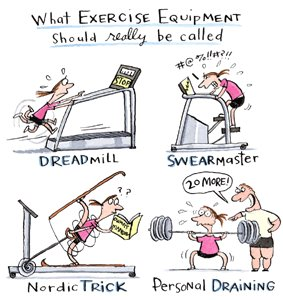 What EXERCISE EQUIPMENT
should really be called
STOP
DREADmill
#@%!!#?!!
SWEARmaster
??
NordicTRICK
20 MORE!
Personal DRAINING